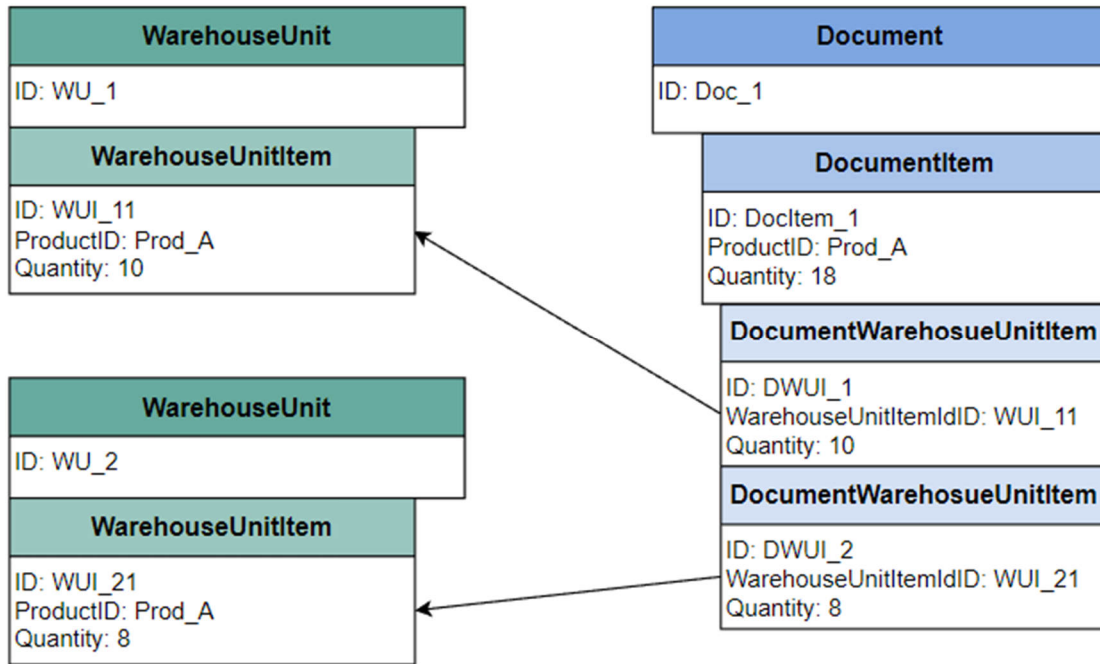 WarehouseUnit
ID: WU_1
WarehouseUnitItem
ID: WUI_11
ProductID: Prod_A
Quantity: 10
WarehouseUnit
ID: WU_2
WarehouseUnitItem
ID: WUI_21
ProductID: Prod_A
Quantity: 8
Document
ID: Doc_1
DocumentItem
ID: DocItem_1
ProductID: Prod_A
Quantity: 18
DocumentWarehosueUnitItem
ID: DWUI_1
WarehouseUnitItemIdID: WUI_11
Quantity: 10
DocumentWarehosueUnitItem
ID: DWUI_2
WarehouseUnitItemIdID: WUI_21
Quantity: 8